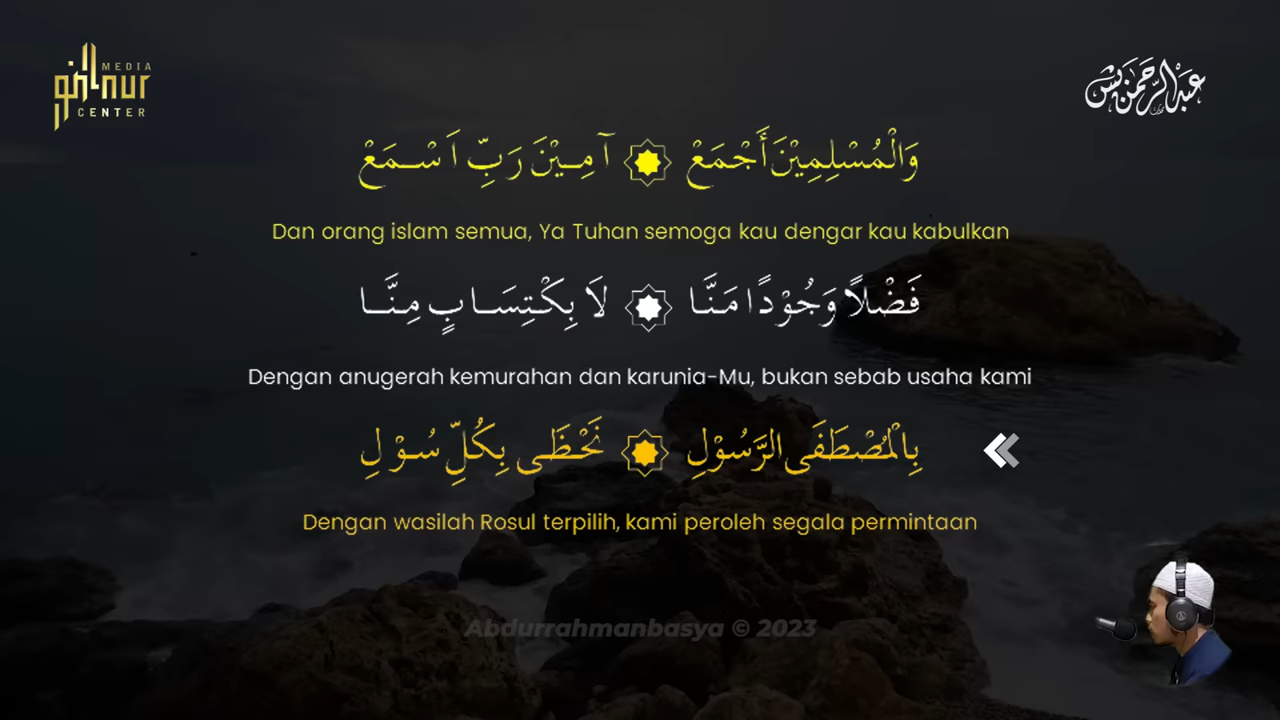 MEDIA
nur
CENTER
عَبْدُ الرَّحْمٰن بَسْيَ
وَالْمُسْلِمِيْنَ أَجْمَعْ ۞ آمِيْنَ رَبِّ اَسْمَعْ
Dan orang islam semua, Ya Tuhan semoga kau dengar kau kabulkan
فَضْلاً وَجُوْدًا مَنَّا ۞ لَا بِكْتِسَابٍ مِنَّا
Dengan anugerah kemurahan dan karunia-Mu, bukan sebab usaha kami
بِالْمُصْطَفَى الرَّسُوْلِ ۞ نَحْظَى بِكُلِّ سُوْلِ
Dengan wasilah Rosul terpilih, kami peroleh segala permintaan
Abdurrahmanbasya © 2023